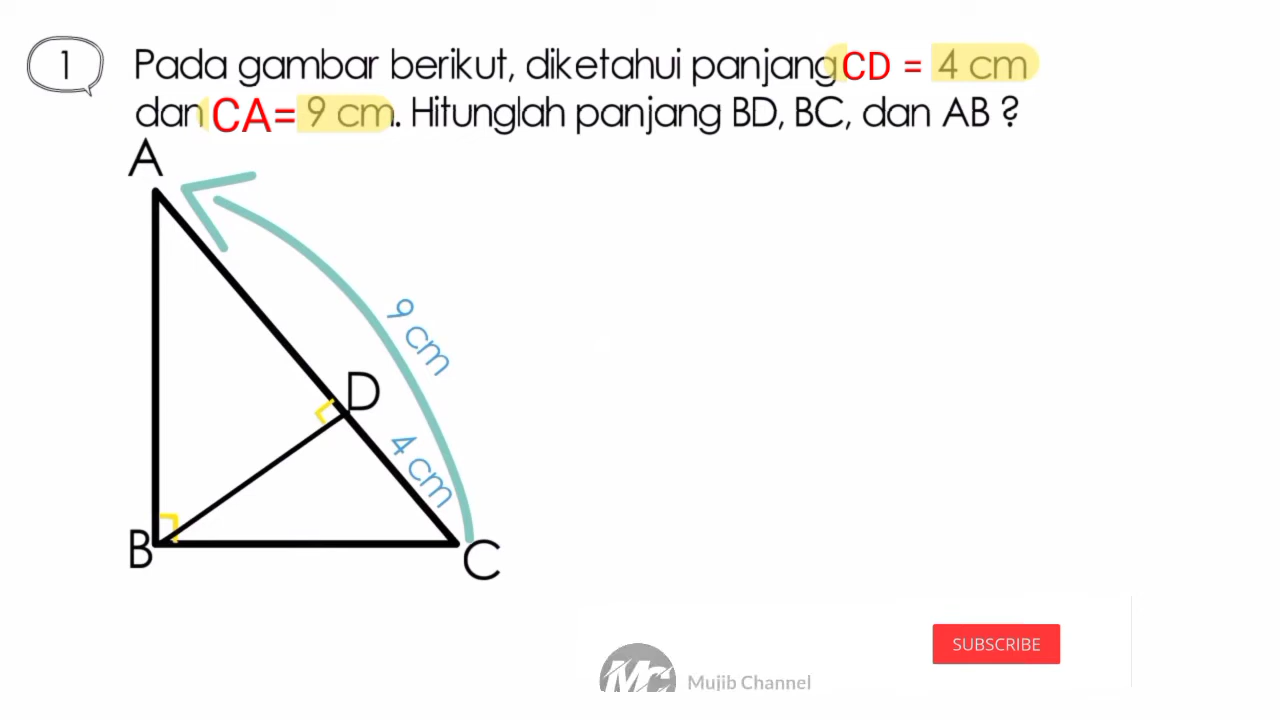 1
Pada gambar berikut, diketahui panjang CD = 4 cm
dan CA= 9 cm. Hitunglah panjang BD, BC, dan AB ?
A
9 cm
D
4 cm
B
C
SUBSCRIBE
MC
Mujib Channel